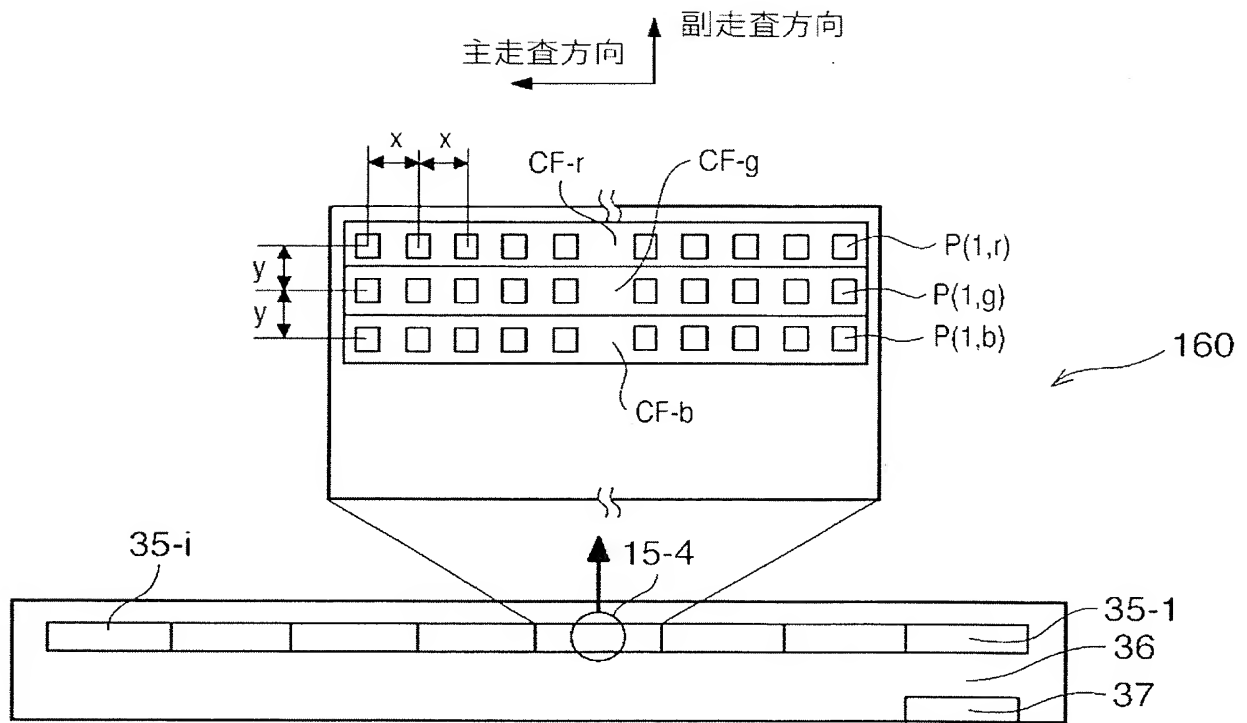 副走査方向
主走査方向
x x
CF-r CF-g
P(1,r)
y
P(1,g)
y
P(1,b)
160
CF-b
35-i
15-4
35-1
36
37